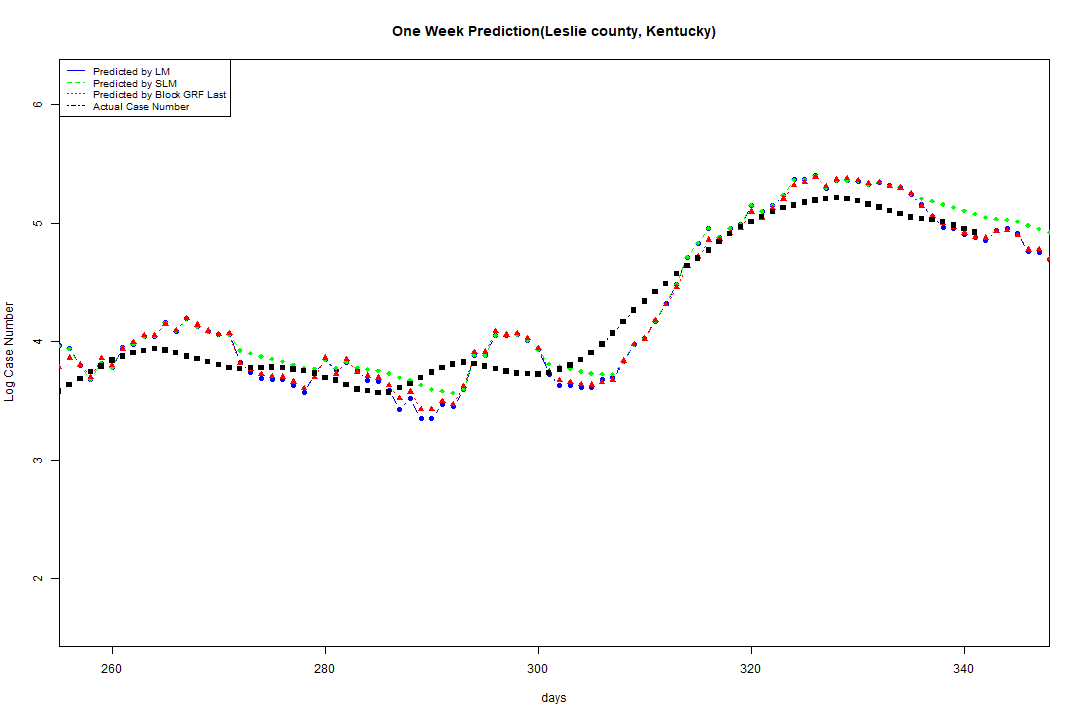 One Week Prediction(Leslie county, Kentucky)
Predicted by LM
Predicted by SLM
Predicted by Block GRF Last
Actual Case Number
Log Case Number
6
5
4
3
2
260 280 300 320 340
days